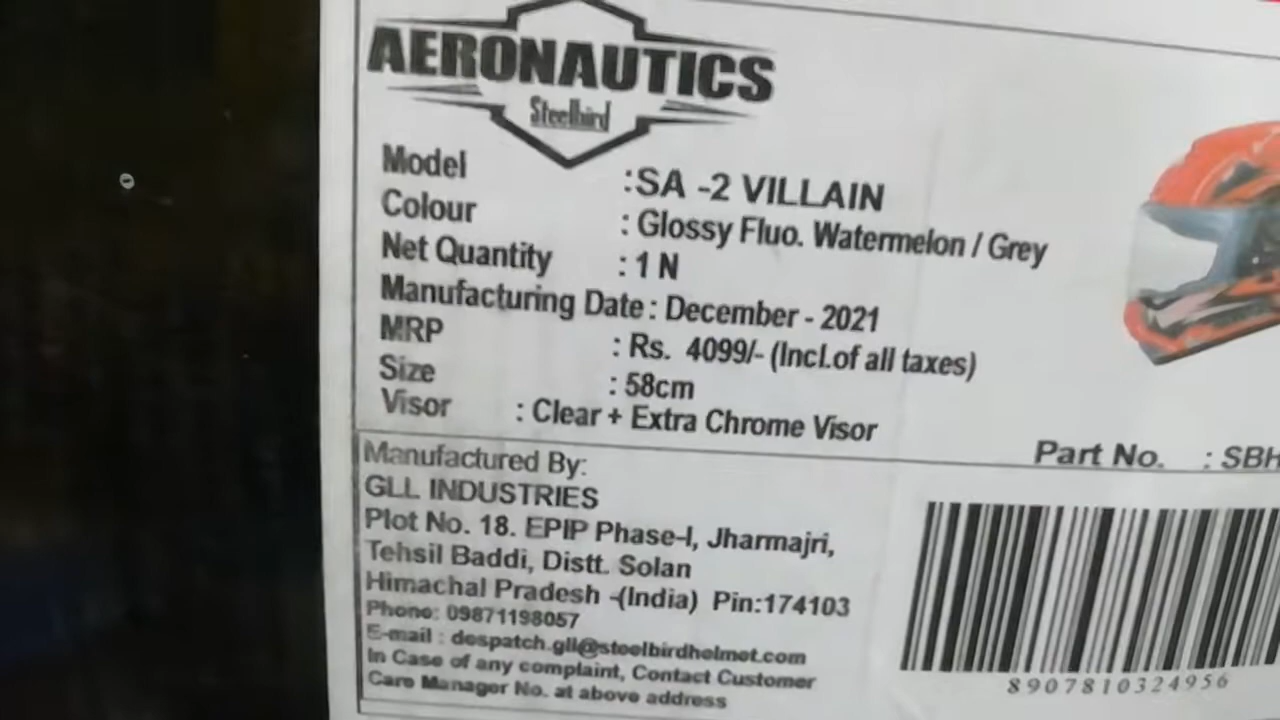 AERONAUTICS
Steelbird
Model :SA -2 VILLAIN
Colour : Glossy Fluo. Watermelon / Grey
Net Quantity : 1 N
Manufacturing Date : December - 2021
MRP : Rs. 4099/- (Incl.of all taxes)
Size : 58cm
Visor : Clear + Extra Chrome Visor
Part No. : SBH
Manufactured By:
GLL INDUSTRIES
Plot No. 18. EPIP Phase-I, Jharmajri,
Tehsil Baddi, Distt. Solan
Himachal Pradesh -(India) Pin:174103
Phone: 09871198057
E-mail : despatch.gll@steelbirdhelmet.com
In Case of any complaint, Contact Customer
Care Manager No. at above address
8907810324956